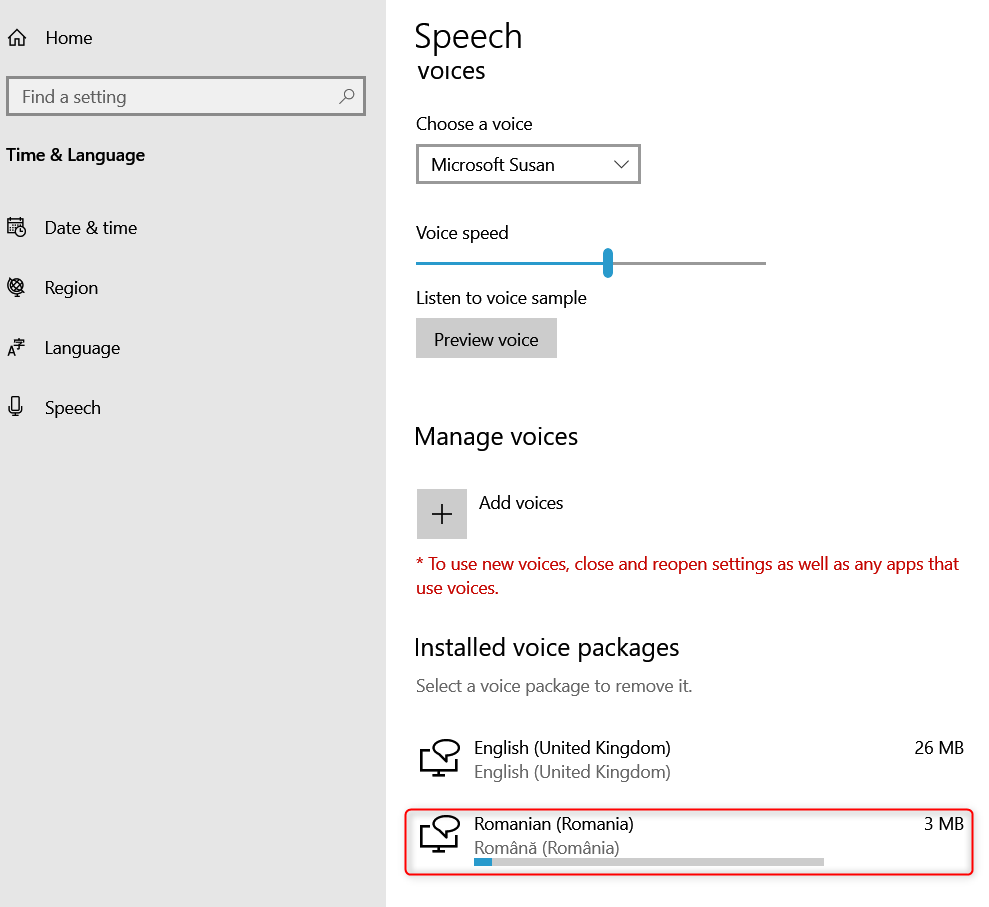 Home
Find a setting
Time & Language
Date & time
Region
Language
Speech
Speech
Voices
Choose a voice
Microsoft Susan
Voice speed
Listen to voice sample
Preview voice
Manage voices
Add voices
* To use new voices, close and reopen settings as well as any apps that
use voices.
Installed voice packages
Select a voice package to remove it.
English (United Kingdom) 26 MB
English (United Kingdom)
Romanian (Romania) 3 MB
Română (România)